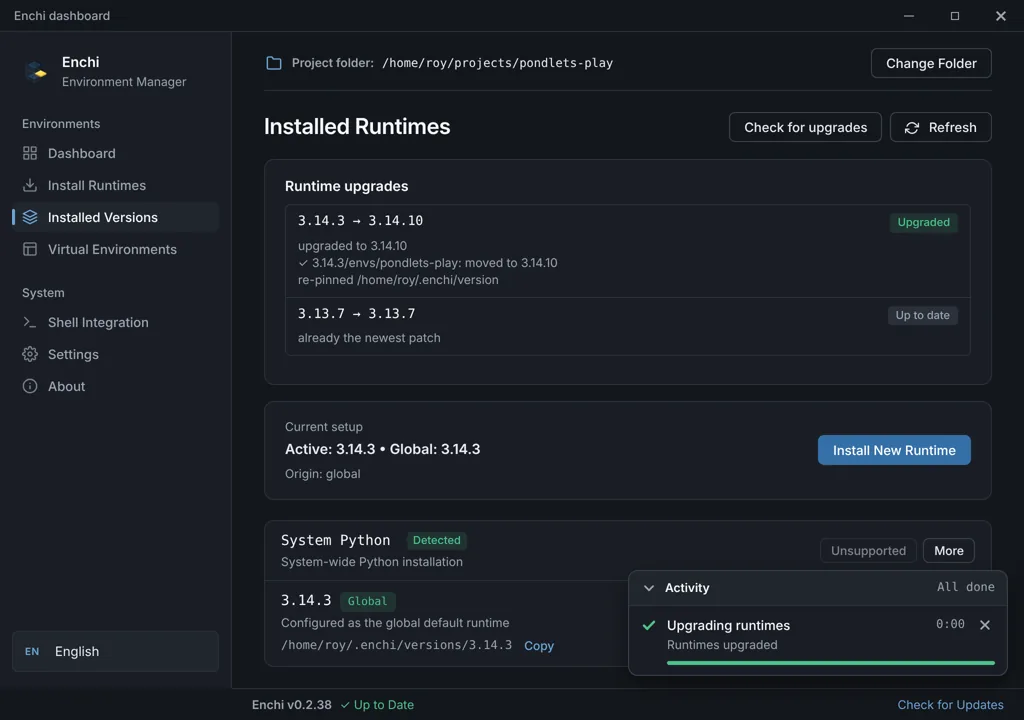 Enchi dashboard
Enchi
Environment Manager
Environments
Dashboard
Install Runtimes
Installed Versions
Virtual Environments
System
Shell Integration
Settings
About
EN English
Project folder: /home/roy/projects/pondlets-play
Change Folder
Installed Runtimes
Check for upgrades
Refresh
Runtime upgrades
3.14.3 → 3.14.10
Upgraded
upgraded to 3.14.10
✓ 3.14.3/envs/pondlets-play: moved to 3.14.10
re-pinned /home/roy/.enchi/version
3.13.7 → 3.13.7
Up to date
already the newest patch
Current setup
Active: 3.14.3 • Global: 3.14.3
Origin: global
Install New Runtime
System Python Detected
System-wide Python installation
Unsupported
More
3.14.3 Global
Configured as the global default runtime
/home/roy/.enchi/versions/3.14.3 Copy
Activity
All done
Upgrading runtimes
0:00
Runtimes upgraded
Enchi v0.2.38 ✓ Up to Date
Check for Updates